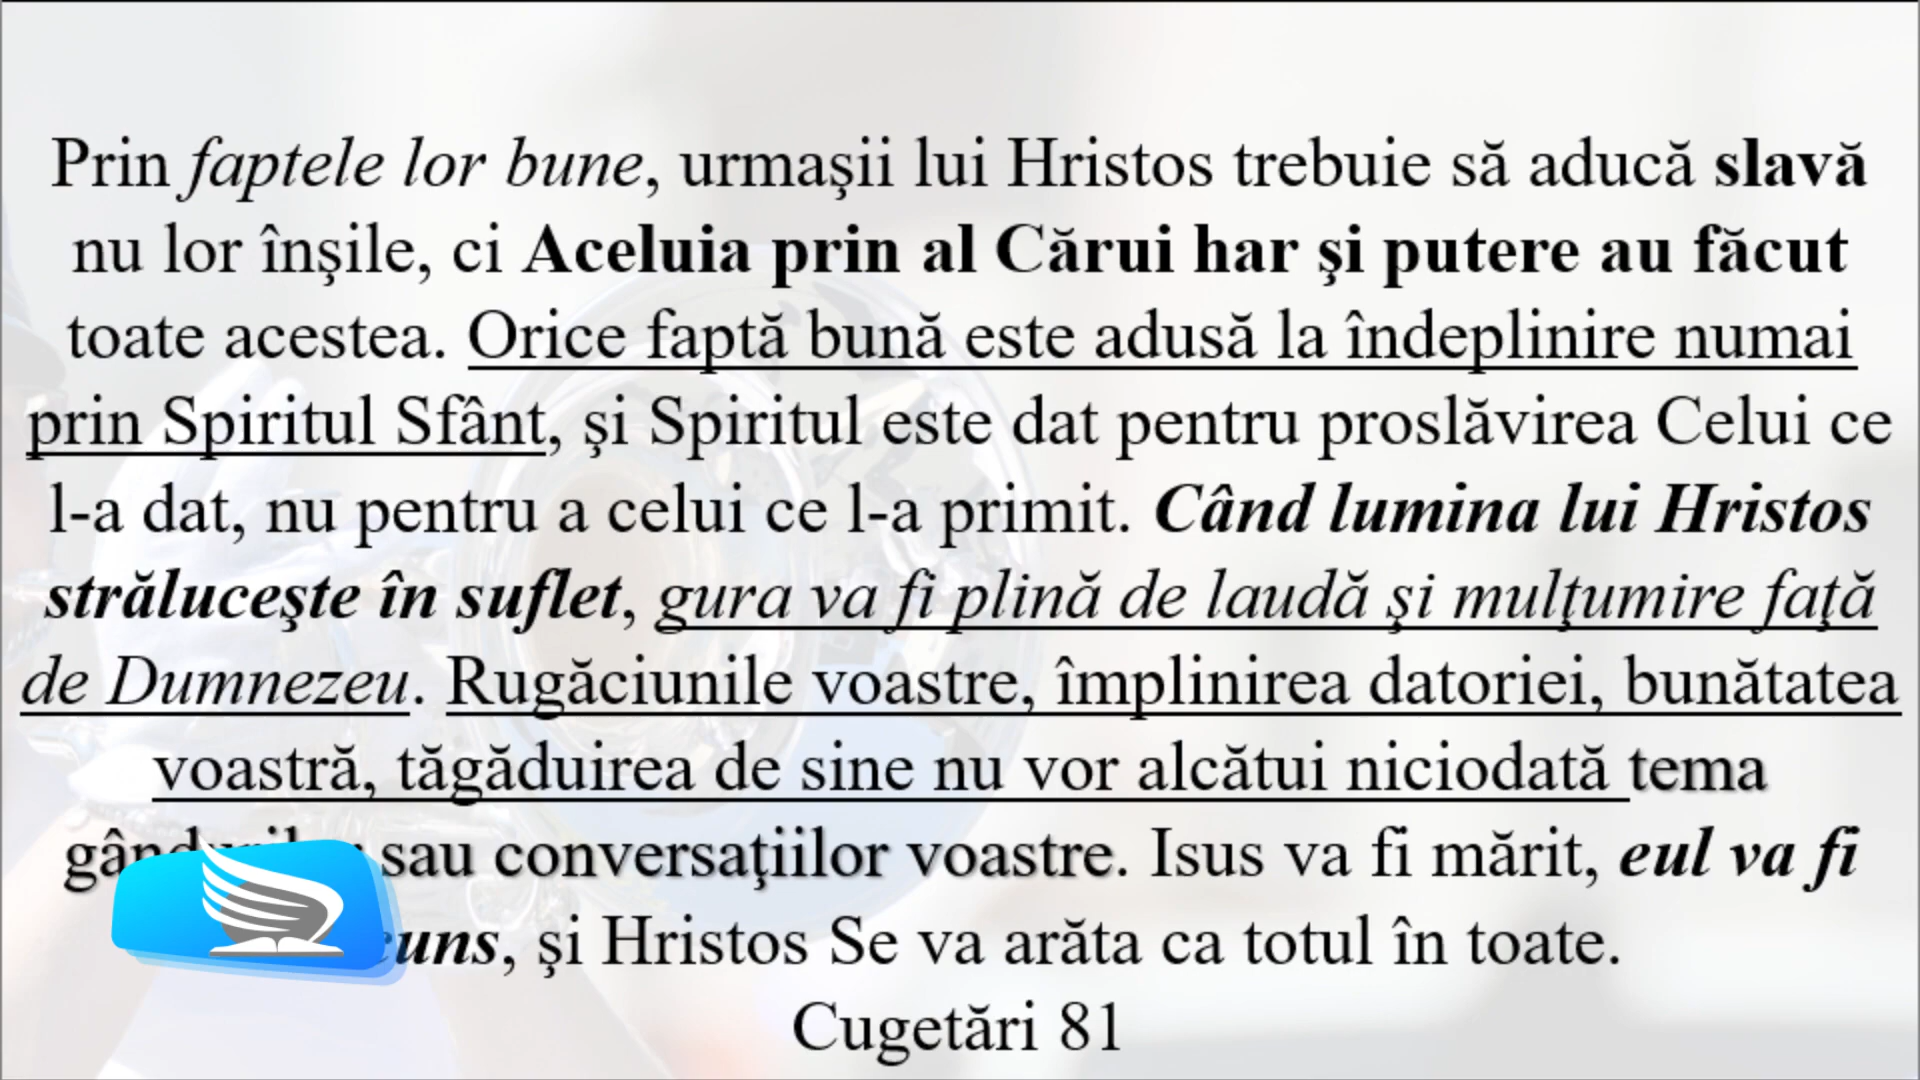 Prin faptele lor bune, urmaşii lui Hristos trebuie să aducă slavă
nu lor înşile, ci Aceluia prin al Cărui har şi putere au făcut
toate acestea. Orice faptă bună este adusă la îndeplinire numai
prin Spiritul Sfânt, şi Spiritul este dat pentru proslăvirea Celui ce
l-a dat, nu pentru a celui ce l-a primit. Când lumina lui Hristos
străluceşte în suflet, gura va fi plină de laudă şi mulţumire faţă
de Dumnezeu. Rugăciunile voastre, împlinirea datoriei, bunătatea
voastră, tăgăduirea de sine nu vor alcătui niciodată tema
sau conversaţiilor voastre. Isus va fi mărit, eul va fi
, şi Hristos Se va arăta ca totul în toate.
Cugetări 81